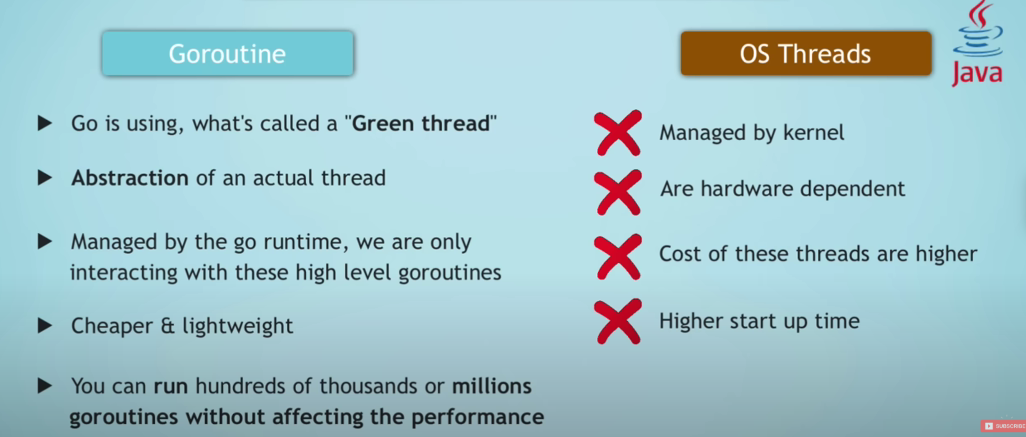 Goroutine
Go is using, what's called a "Green thread"
Abstraction of an actual thread
Managed by the go runtime, we are only
interacting with these high level goroutines
Cheaper & lightweight
You can run hundreds of thousands or millions
goroutines without affecting the performance
OS Threads
Java
Managed by kernel
Are hardware dependent
Cost of these threads are higher
Higher start up time
SUBSCRIBE